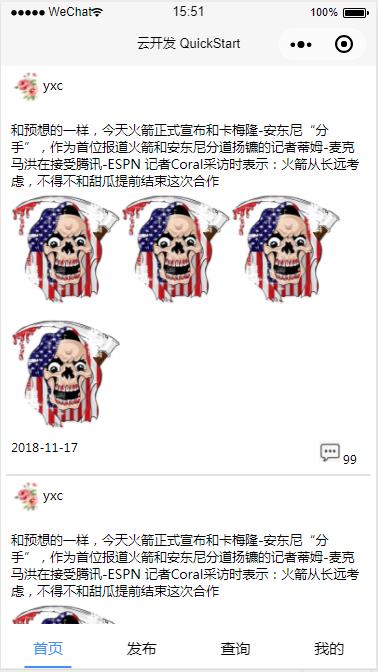 WeChat 15:51 100%
云开发 QuickStart
yxc
和预想的一样，今天火箭正式宣布和卡梅隆-安东尼“分
手”，作为首位报道火箭和安东尼分道扬镳的记者蒂姆-麦克
马洪在接受腾讯-ESPN 记者Coral采访时表示：火箭从长远考
虑，不得不和甜瓜提前结束这次合作
2018-11-17 99
yxc
和预想的一样，今天火箭正式宣布和卡梅隆-安东尼“分
手”，作为首位报道火箭和安东尼分道扬镳的记者蒂姆-麦克
马洪在接受腾讯-ESPN 记者Coral采访时表示：火箭从长远考
虑，不得不和甜瓜提前结束这次合作
首页 发布 查询 我的